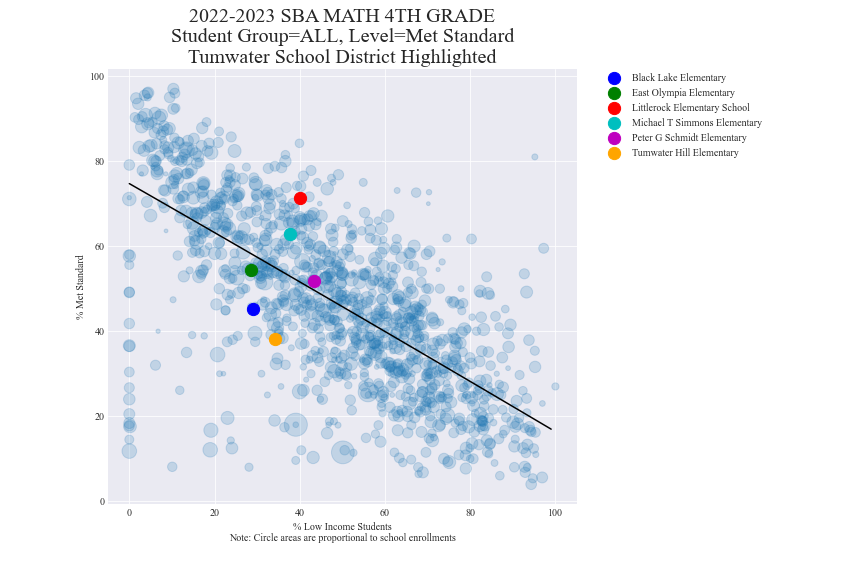 2022-2023 SBA MATH 4TH GRADE
Student Group=ALL, Level=Met Standard
Tumwater School District Highlighted
Black Lake Elementary
East Olympia Elementary
Littlerock Elementary School
Michael T Simmons Elementary
Peter G Schmidt Elementary
Tumwater Hill Elementary
% Met Standard
100
80
60
40
20
0
0 20 40 60 80 100
% Low Income Students
Note: Circle areas are proportional to school enrollments